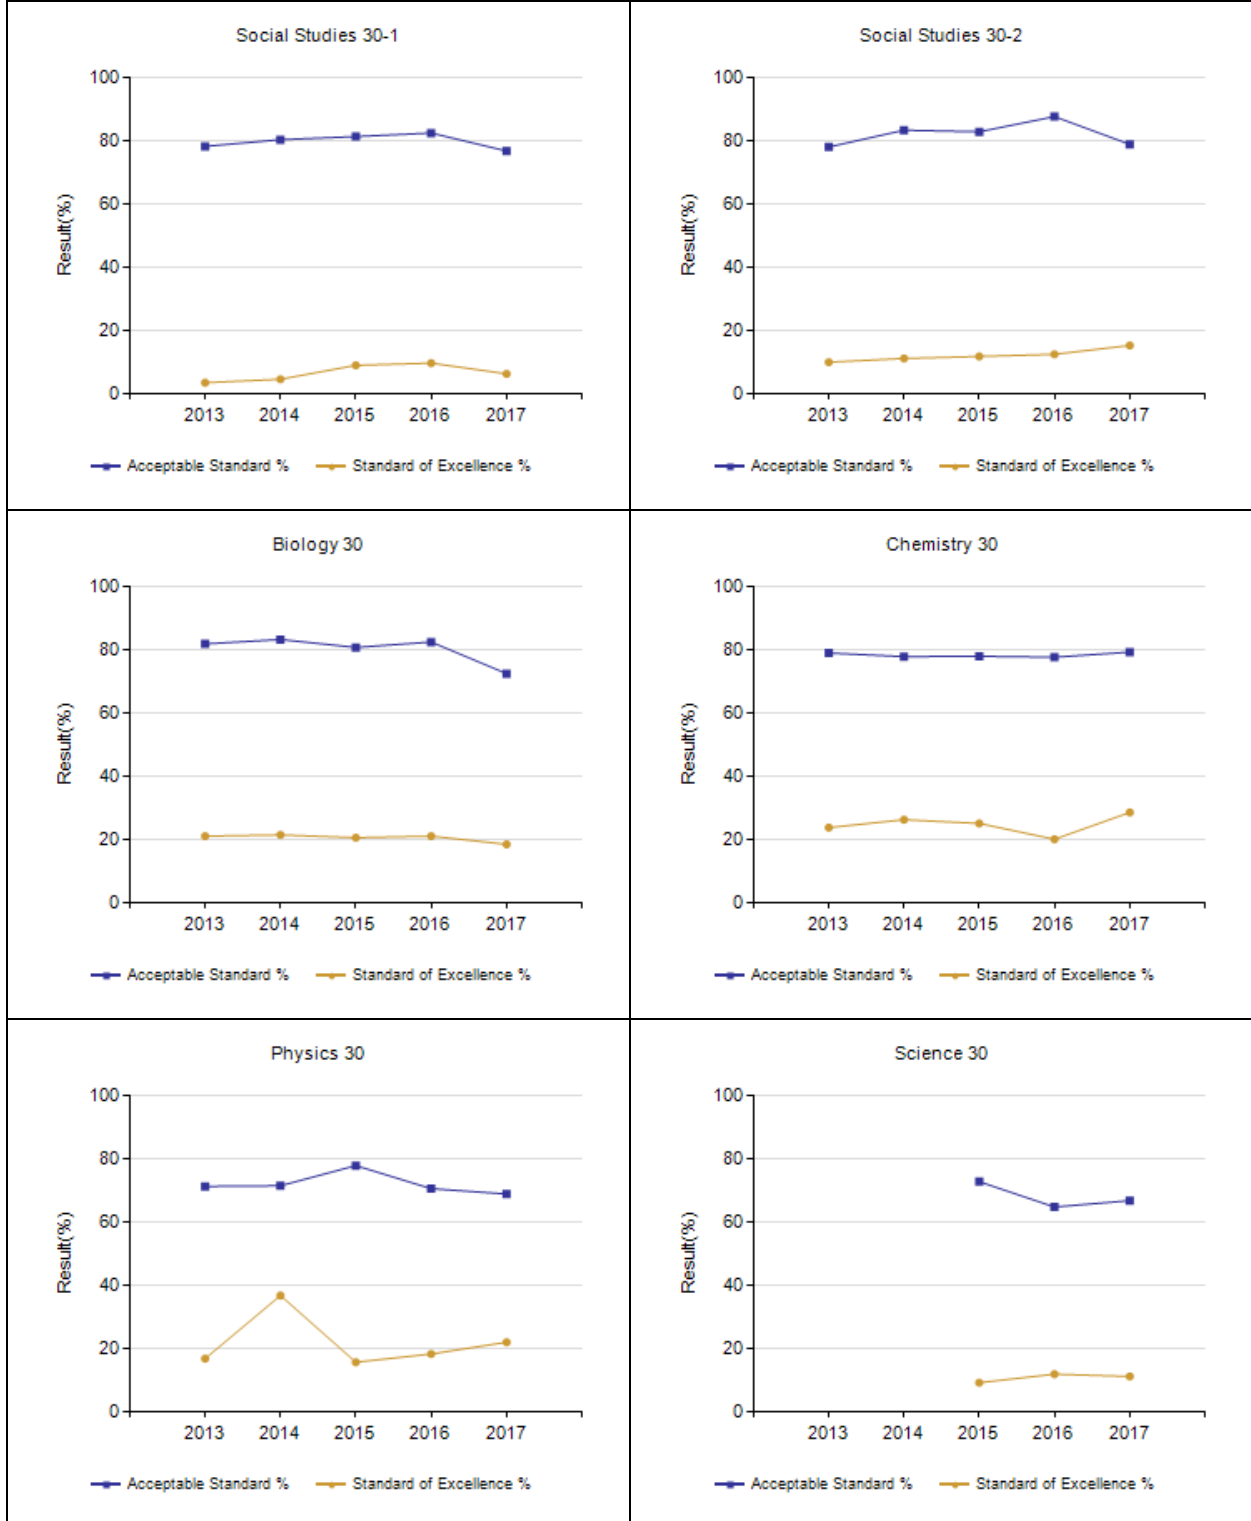 Social Studies 30-1
100
80
60
40
20
0
Result(%)
2013 2014 2015 2016 2017
Acceptable Standard % Standard of Excellence %
Social Studies 30-2
100
80
60
40
20
0
Result(%)
2013 2014 2015 2016 2017
Acceptable Standard % Standard of Excellence %
Biology 30
100
80
60
40
20
0
Result(%)
2013 2014 2015 2016 2017
Acceptable Standard % Standard of Excellence %
Chemistry 30
100
80
60
40
20
0
Result(%)
2013 2014 2015 2016 2017
Acceptable Standard % Standard of Excellence %
Physics 30
100
80
60
40
20
0
Result(%)
2013 2014 2015 2016 2017
Acceptable Standard % Standard of Excellence %
Science 30
100
80
60
40
20
0
Result(%)
2013 2014 2015 2016 2017
Acceptable Standard % Standard of Excellence %